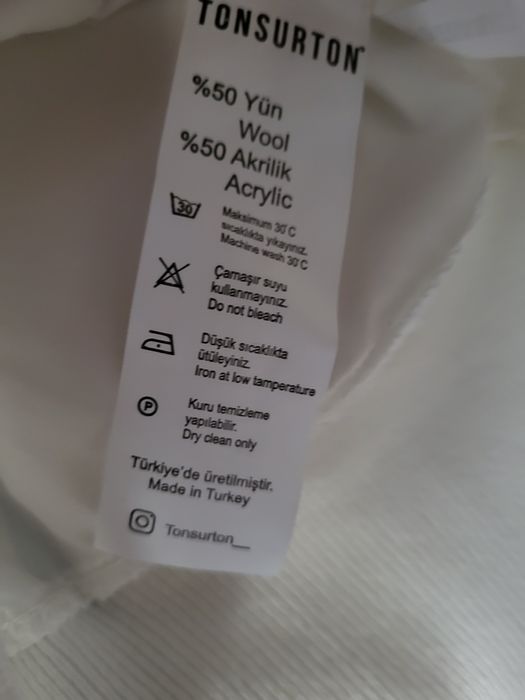 TONSURTON
%50 Yün
Wool
%50 Akrilik
Acrylic
30
Maksimum 30°C
sıcaklıkta yıkayınız.
Machine wash 30°C
Çamaşır suyu
kullanmayınız.
Do not bleach
Düşük sıcaklıkta
ütüleyiniz.
Iron at low tamperature
P
Kuru temizleme
yapılabilir.
Dry clean only
Türkiye'de üretilmiştir.
Made in Turkey
Tonsurton__